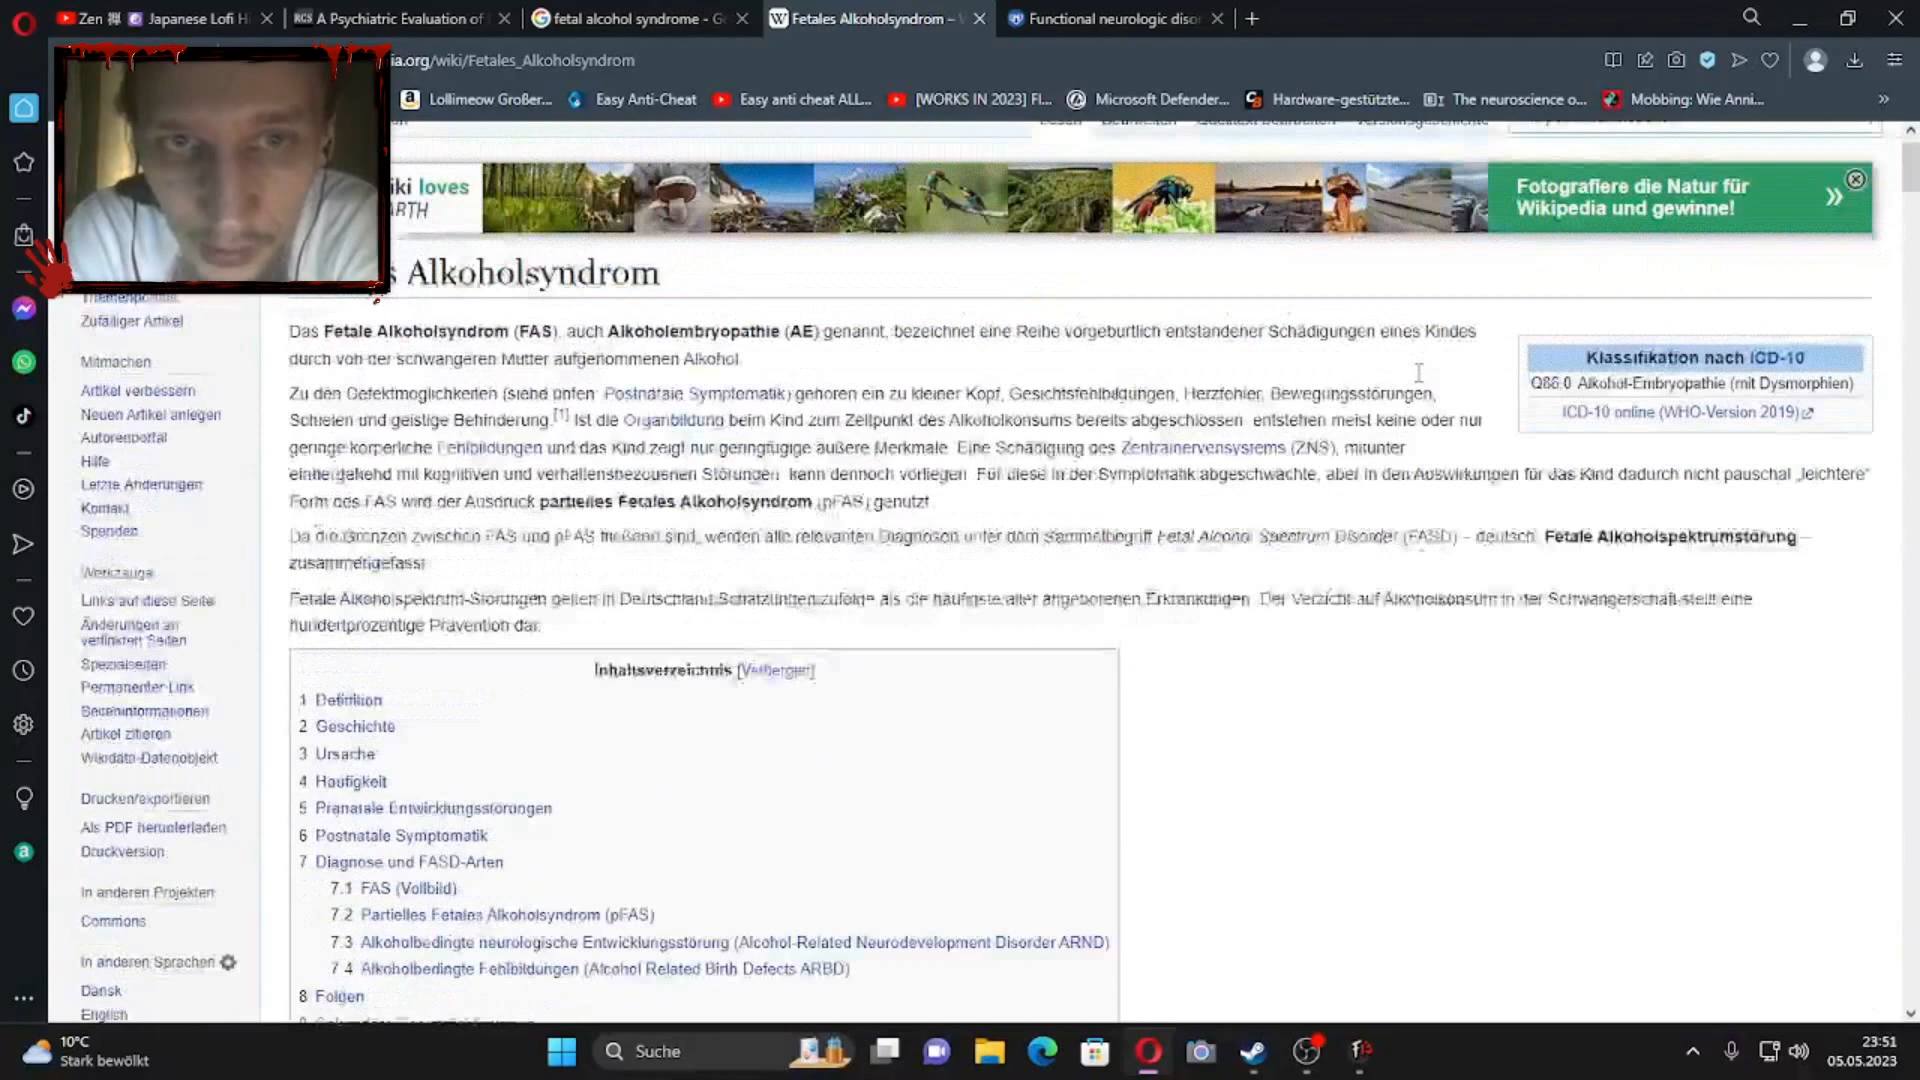 Zen 禅 Japanese Lofi Hi
A Psychiatric Evaluation of
fetal alcohol syndrome - G
Fetales Alkoholsyndrom –
Functional neurologic disor
ia.org/wiki/Fetales_Alkoholsyndrom
Lollimeow Großer...
Easy Anti-Cheat
Easy anti cheat ALL...
[WORKS IN 2023] FI...
Microsoft Defender...
Hardware-gestützte...
The neuroscience o...
Mobbing: Wie Anni...
iki loves
ARTH
Fotografiere die Natur für
Wikipedia und gewinne!
s Alkoholsyndrom
Themenportal
Zufälliger Artikel
Mitmachen
Artikel verbessern
Neuen Artikel anlegen
Autorenportal
Hilfe
Letzte Änderungen
Kontakt
Spenden
Werkzeuge
Links auf diese Seite
Änderungen an
verlinkten Seiten
Spezialseiten
Permanenter Link
Seiteninformationen
Artikel zitieren
Wikidata-Datenobjekt
Drucken/exportieren
Als PDF herunterladen
Druckversion
In anderen Projekten
Commons
In anderen Sprachen
Dansk
English
Das Fetale Alkoholsyndrom (FAS), auch Alkoholembryopathie (AE) genannt, bezeichnet eine Reihe vorgeburtlich entstandener Schädigungen eines Kindes
durch von der schwangeren Mutter aufgenommenen Alkohol.
Zu den Defektmöglichkeiten (siehe unten: Postnatale Symptomatik) gehören ein zu kleiner Kopf, Gesichtsfehlbildungen, Herzfehler, Bewegungsstörungen,
Schielen und geistige Behinderung.[1] Ist die Organbildung beim Kind zum Zeitpunkt des Alkoholkonsums bereits abgeschlossen, entstehen meist keine oder nur
geringe körperliche Fehlbildungen und das Kind zeigt nur geringfügige äußere Merkmale. Eine Schädigung des Zentralnervensystems (ZNS), mitunter
einhergehend mit kognitiven und verhaltensbezogenen Störungen, kann dennoch vorliegen. Für diese in der Symptomatik abgeschwächte, aber in den Auswirkungen für das Kind dadurch nicht pauschal „leichtere"
Form des FAS wird der Ausdruck partielles Fetales Alkoholsyndrom (pFAS) genutzt.
Da die Grenzen zwischen FAS und pFAS fließend sind, werden alle relevanten Diagnosen unter dem Sammelbegriff Fetal Alcohol Spectrum Disorder (FASD) – deutsch Fetale Alkoholspektrumstörung –
zusammengefasst.
Fetale Alkoholspektrum-Störungen gelten in Deutschland Schätzungen zufolge als die häufigste aller angeborenen Erkrankungen. Der Verzicht auf Alkoholkonsum in der Schwangerschaft stellt eine
hundertprozentige Prävention dar.
Klassifikation nach ICD-10
Q86.0 Alkohol-Embryopathie (mit Dysmorphien)
ICD-10 online (WHO-Version 2019)
Inhaltsverzeichnis [Verbergen]
1 Definition
2 Geschichte
3 Ursache
4 Häufigkeit
5 Pränatale Entwicklungsstörungen
6 Postnatale Symptomatik
7 Diagnose und FASD-Arten
7.1 FAS (Vollbild)
7.2 Partielles Fetales Alkoholsyndrom (pFAS)
7.3 Alkoholbedingte neurologische Entwicklungsstörung (Alcohol-Related Neurodevelopment Disorder ARND)
7.4 Alkoholbedingte Fehlbildungen (Alcohol Related Birth Defects ARBD)
8 Folgen
10°C
Stark bewölkt
Suche
23:51
05.05.2023